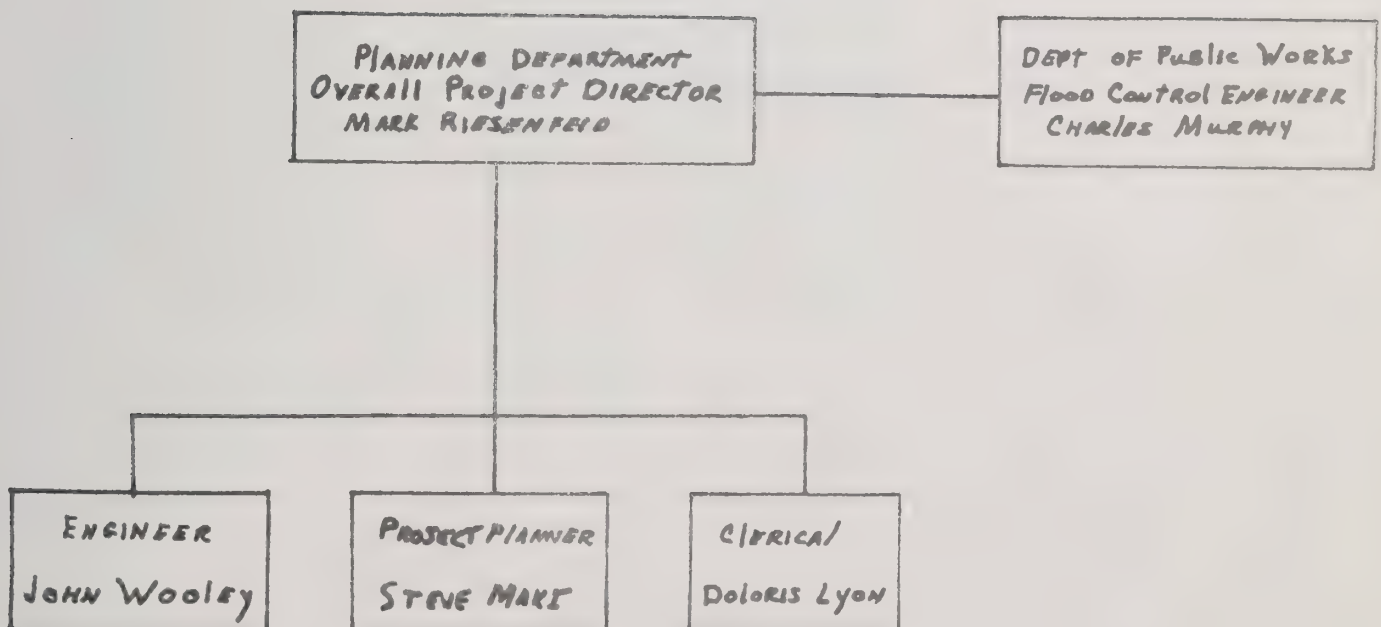 PLANNING DEPARTMENT
OVERALL PROJECT DIRECTOR
MARK RIESENFELD
DEPT OF PUBLIC WORKS
FLOOD CONTROL ENGINEER
CHARLES MURPHY
ENGINEER
JOHN WOOLEY
PROJECT PLANNER
STEVE MAKI
CLERICAL
DOLORIS LYON